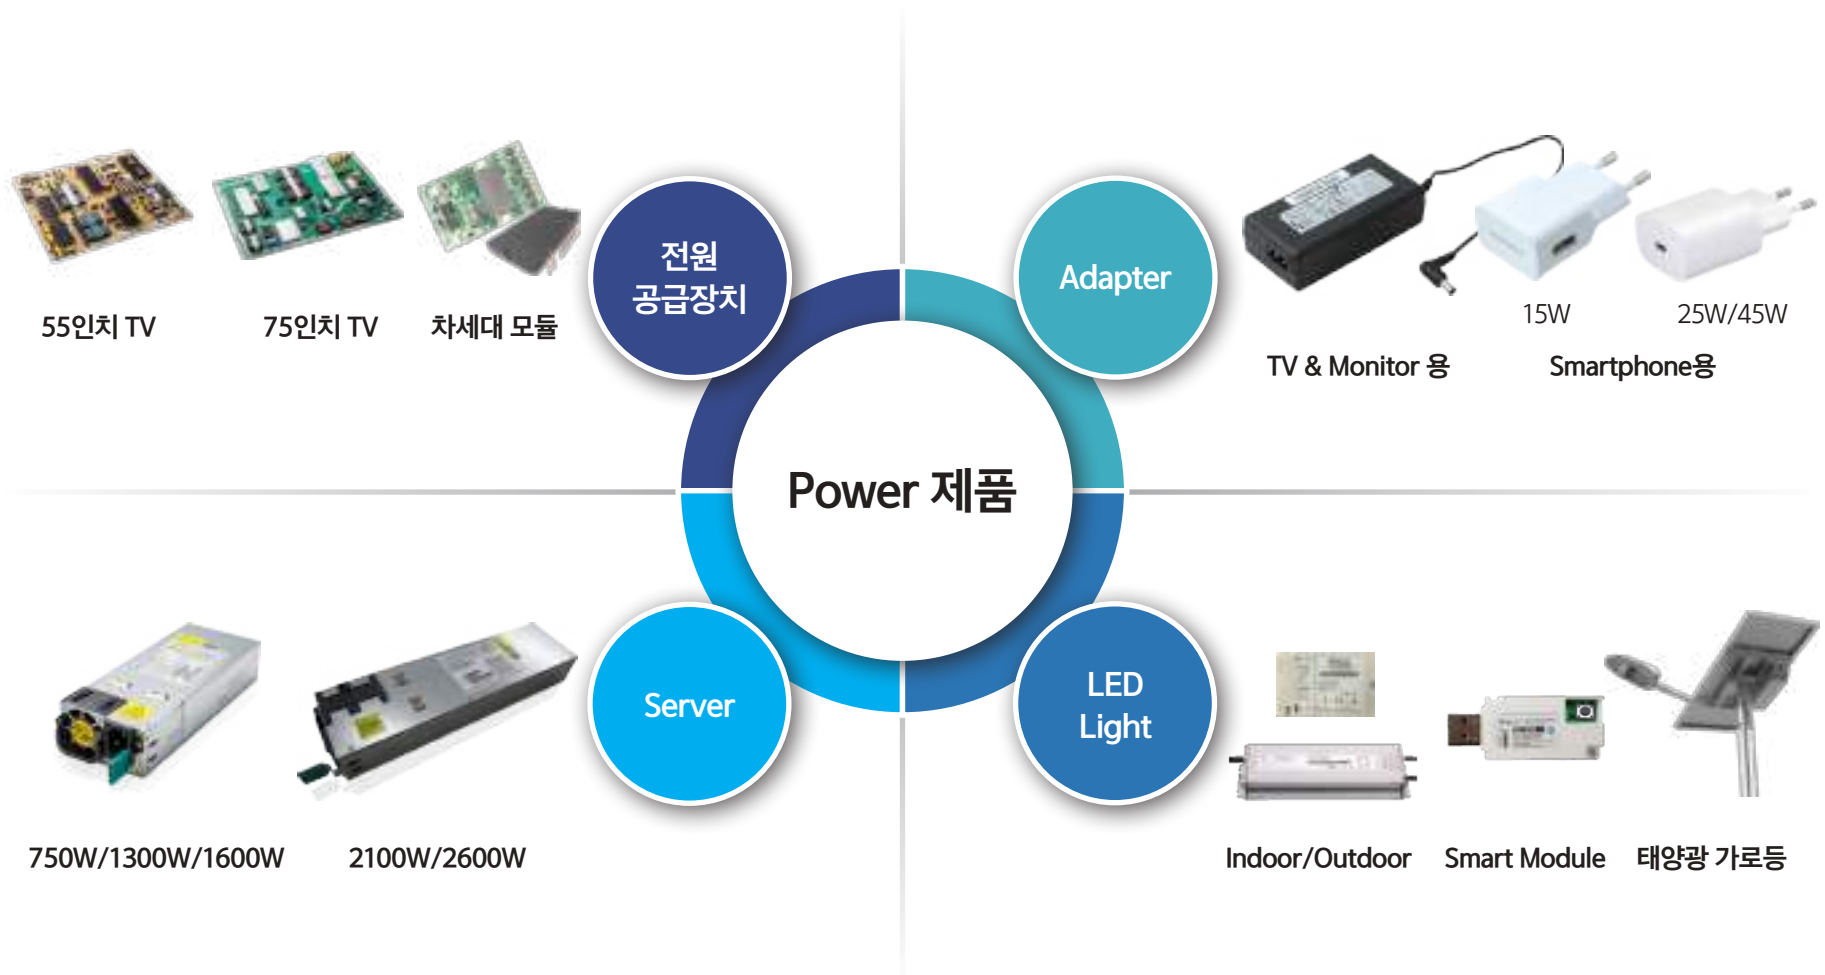 전원
공급장치
55인치 TV
75인치 TV
차세대 모듈
Adapter
15W
25W/45W
TV & Monitor 용
Smartphone용
Power 제품
Server
750W/1300W/1600W
2100W/2600W
LED
Light
Indoor/Outdoor
Smart Module
태양광 가로등